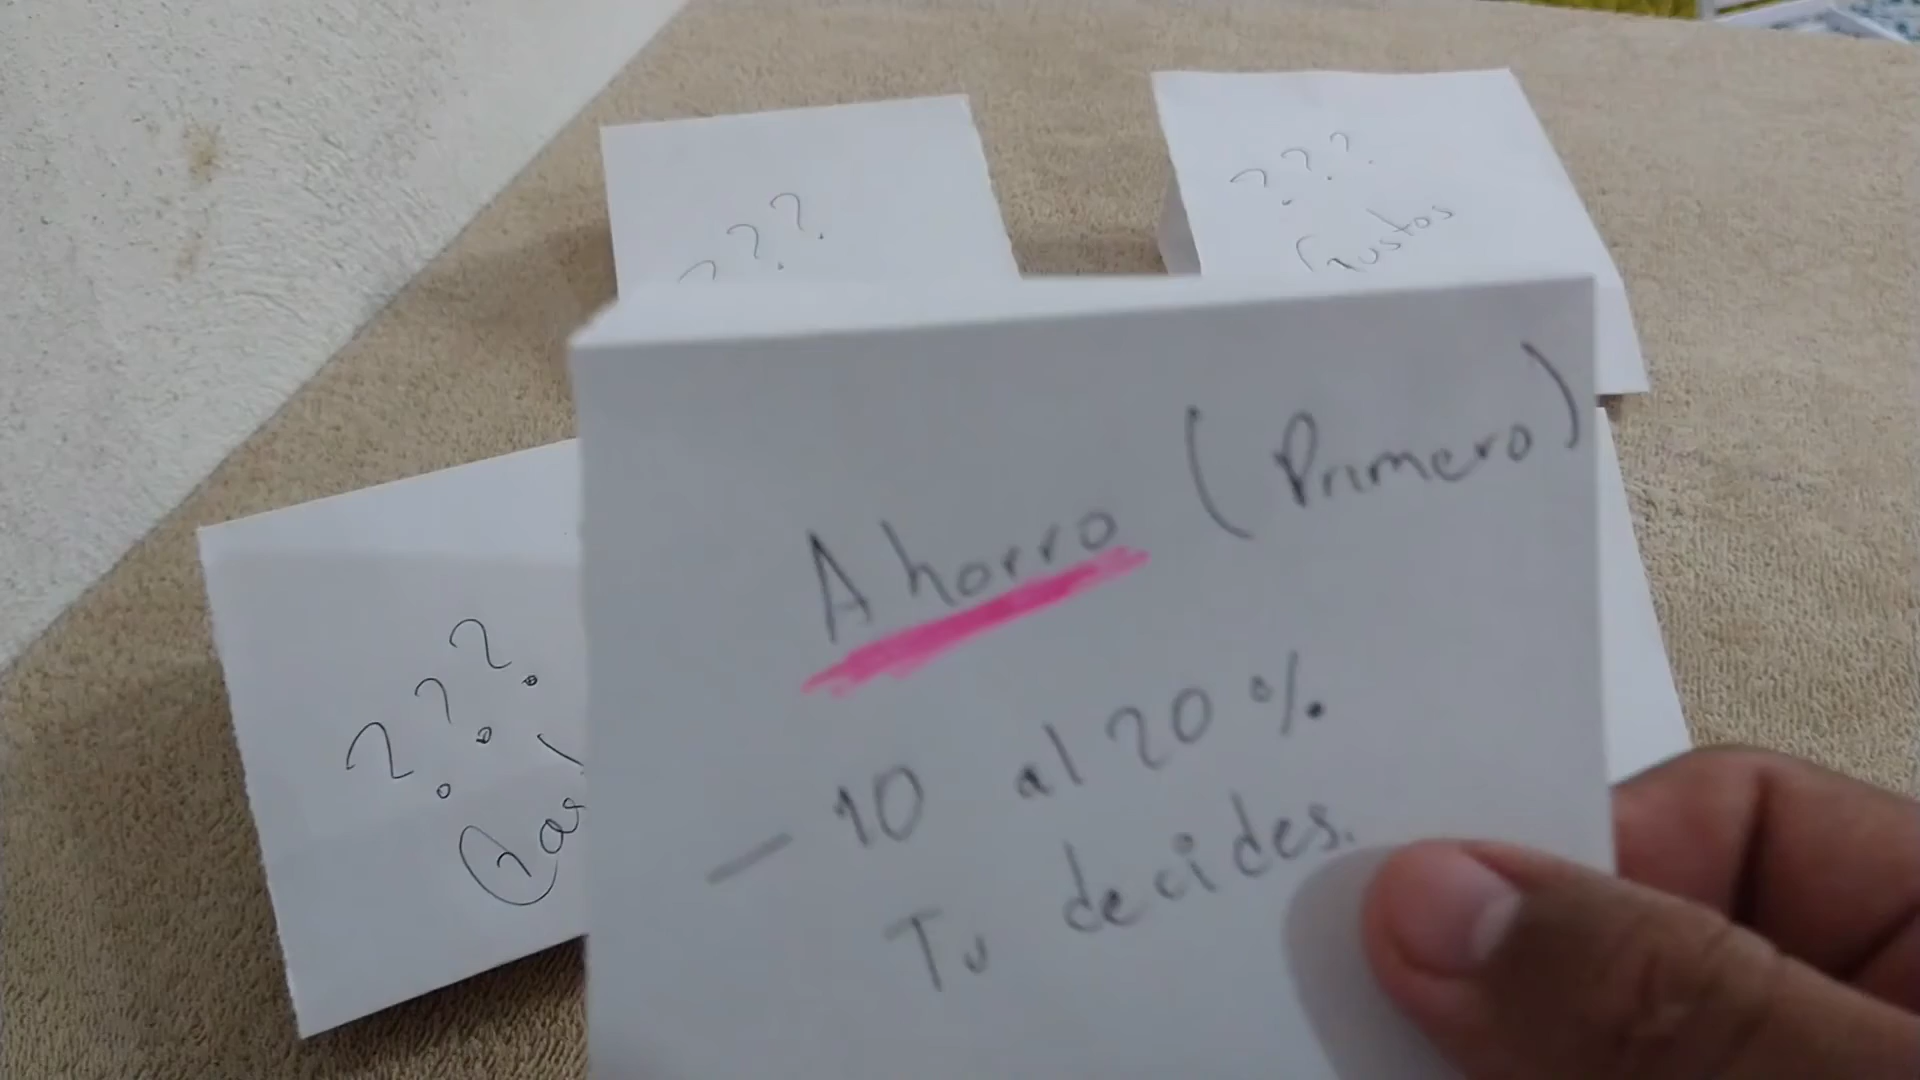 ???
???
Gustos
Ahorro (Primero)
- 10 al 20 %.
Tu decides.
???